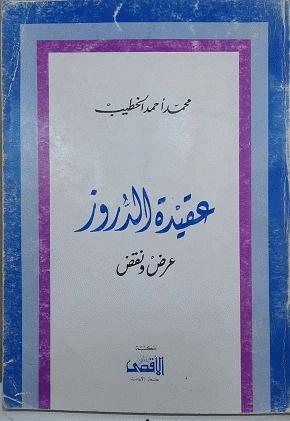 محمد أحمد الخطيب
عقيدة الدروز
عرض ونقض
مكتبة
الأقصى